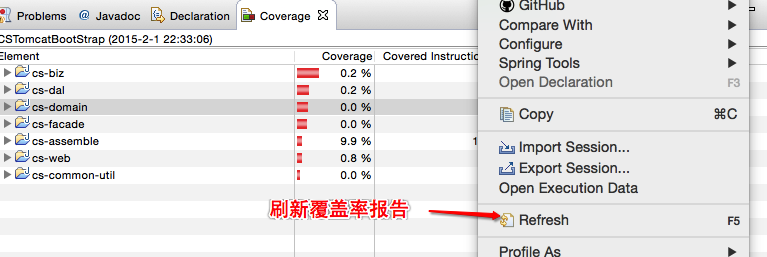 Problems @ Javadoc Declaration Coverage
CSTomcatBootStrap (2015-2-1 22:33:06)
Element Coverage Covered Instructio
cs-biz 0.2 %
cs-dal 0.2 %
cs-domain 0.0 %
cs-facade 0.0 %
cs-assemble 9.9 % 1
cs-web 0.8 %
cs-common-util 0.0 %
刷新覆盖率报告
GitHub
Compare With
Configure
Spring Tools
Open Declaration F3
Copy ⌘C
Import Session...
Export Session...
Open Execution Data
Refresh F5
Profile As